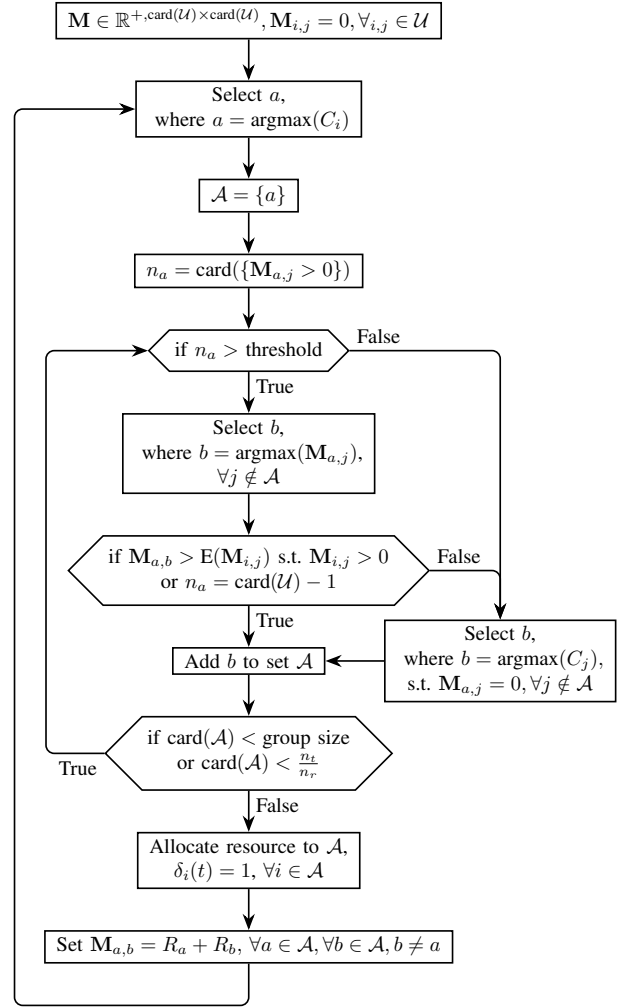 𝐌 ∈ ℝ^{+,card(𝒰)×card(𝒰)}, 𝐌_{i,j} = 0, ∀_{i,j} ∈ 𝒰
Select a,
where a = argmax(C_i)
𝒜 = {a}
n_a = card({𝐌_{a,j} > 0})
if n_a > threshold
False
True
Select b,
where b = argmax(𝐌_{a,j}),
∀j ∉ 𝒜
if 𝐌_{a,b} > E(𝐌_{i,j}) s.t. 𝐌_{i,j} > 0
or n_a = card(𝒰) − 1
False
True
Select b,
where b = argmax(C_j),
s.t. 𝐌_{a,j} = 0, ∀j ∉ 𝒜
Add b to set 𝒜
if card(𝒜) < group size
or card(𝒜) < n_t/n_r
True
False
Allocate resource to 𝒜,
δ_i(t) = 1, ∀i ∈ 𝒜
Set 𝐌_{a,b} = R_a + R_b, ∀a ∈ 𝒜, ∀b ∈ 𝒜, b ≠ a